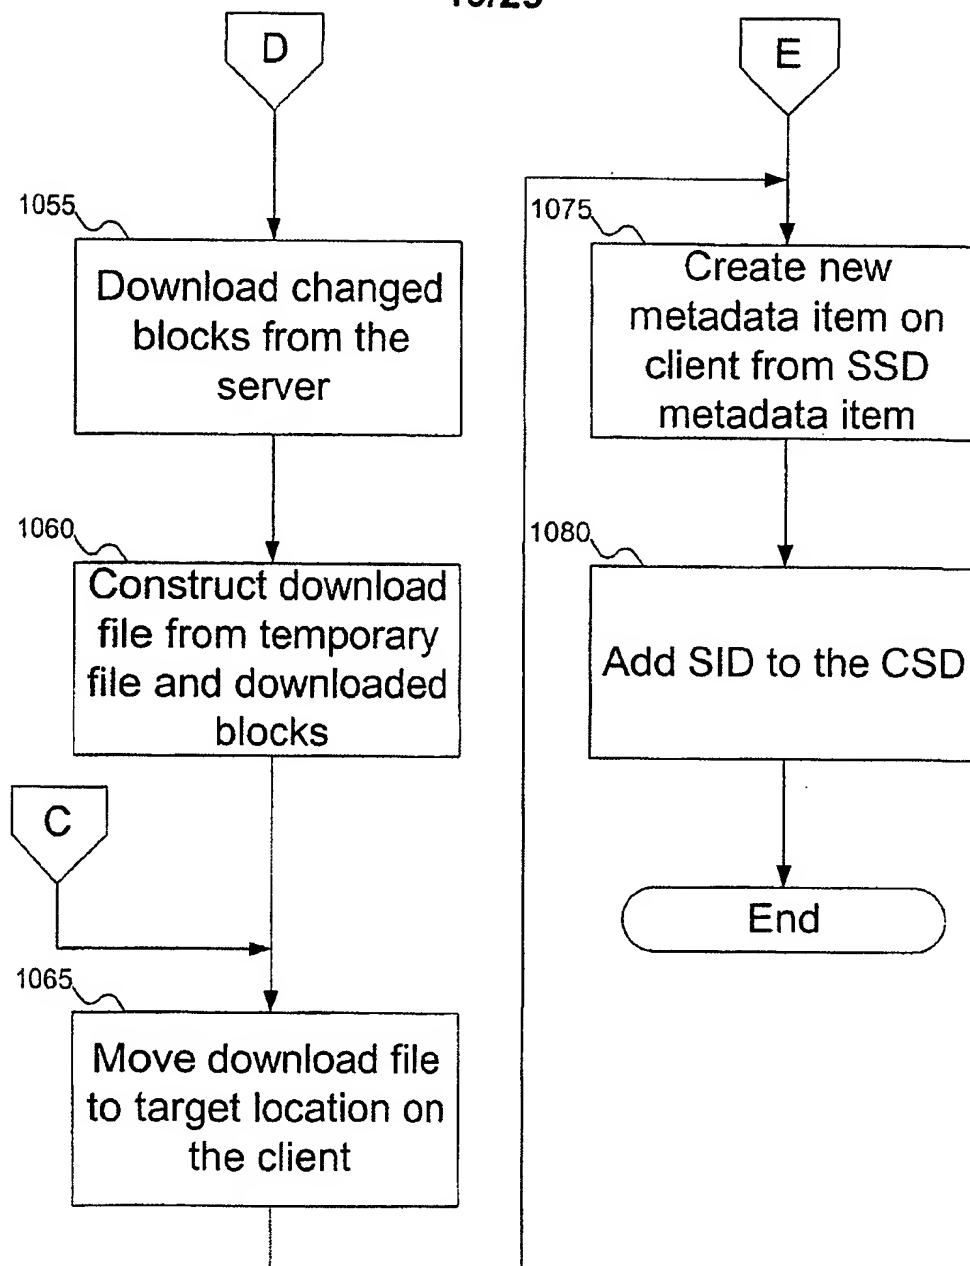 D
1055
Download changed
blocks from the
server
1060
Construct download
file from temporary
file and downloaded
blocks
C
1065
Move download file
to target location on
the client
E
1075
Create new
metadata item on
client from SSD
metadata item
1080
Add SID to the CSD
End